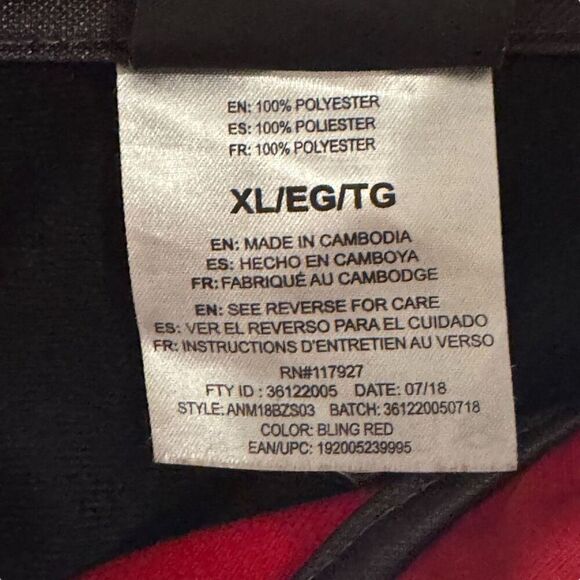 EN: 100% POLYESTER
ES: 100% POLIESTER
FR: 100% POLYESTER
XL/EG/TG
EN: MADE IN CAMBODIA
ES: HECHO EN CAMBOYA
FR: FABRIQUÉ AU CAMBODGE
EN: SEE REVERSE FOR CARE
ES: VER EL REVERSO PARA EL CUIDADO
FR: INSTRUCTIONS D'ENTRETIEN AU VERSO
RN#117927
FTY ID : 36122005 DATE: 07/18
STYLE: ANM18BZS03 BATCH: 361220050718
COLOR: BLING RED
EAN/UPC: 192005239995